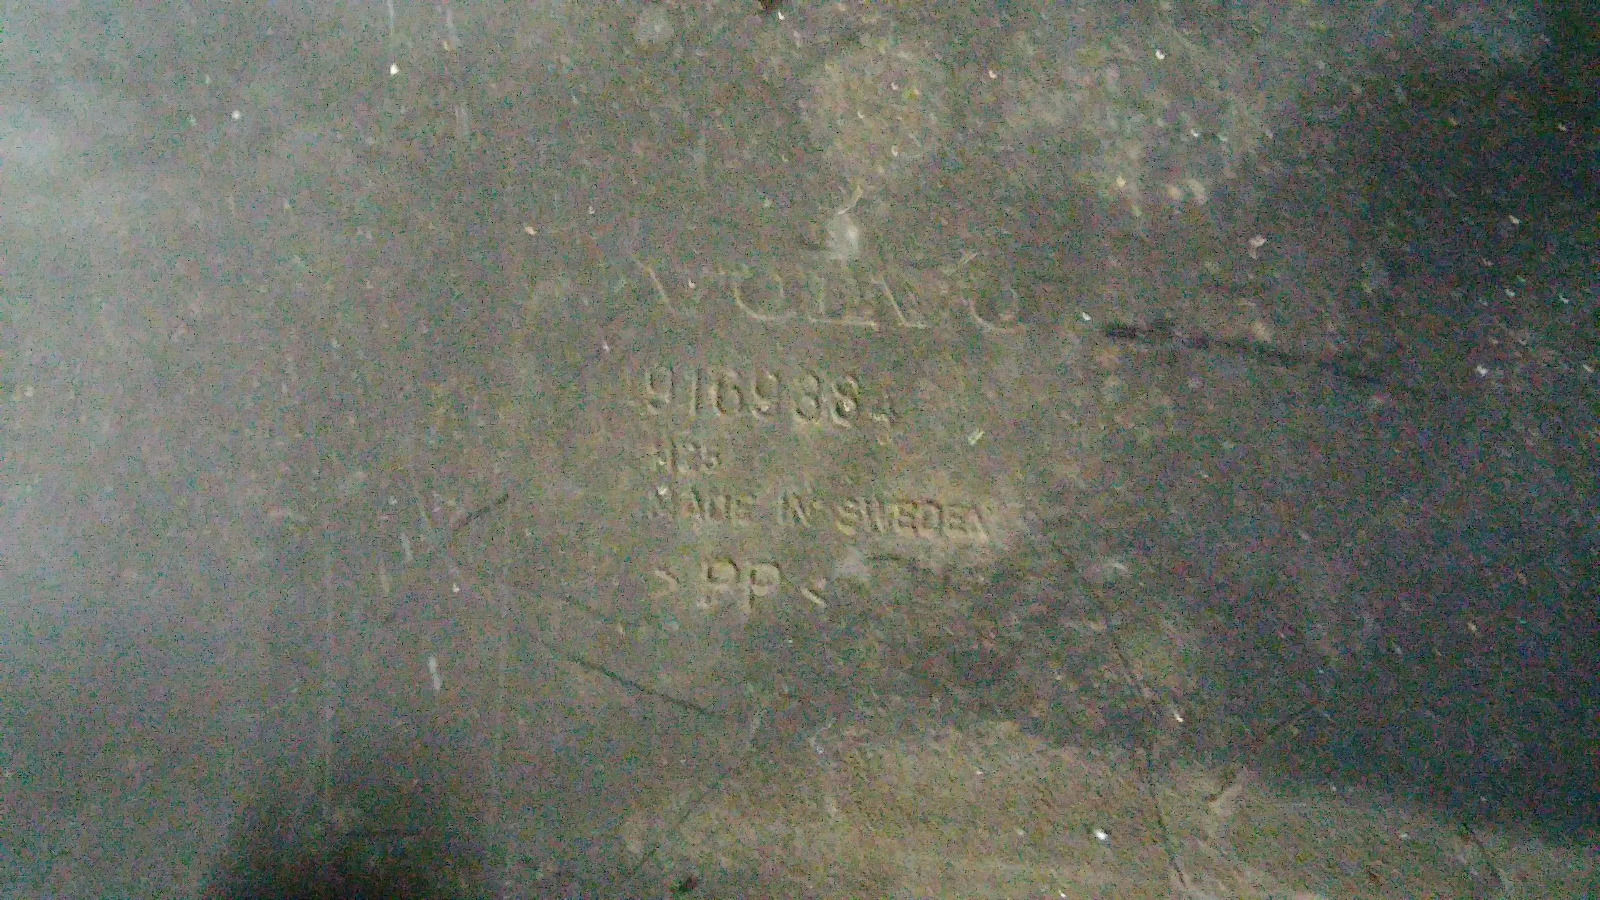 VOLVO
9169384
MADE IN SWEDEN
>PP<